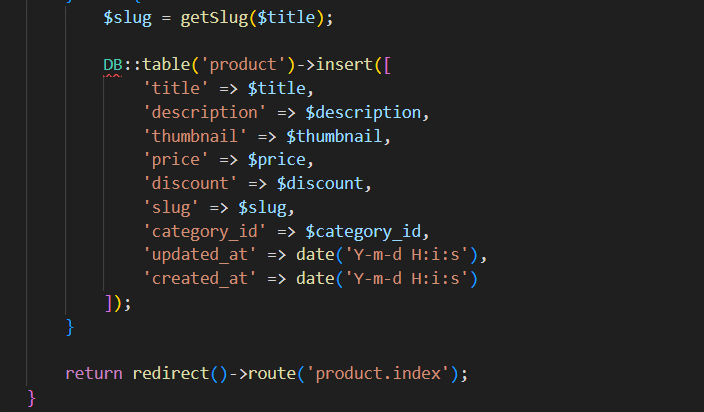 $slug = getSlug($title);
DB::table('product')->insert([
'title' => $title,
'description' => $description,
'thumbnail' => $thumbnail,
'price' => $price,
'discount' => $discount,
'slug' => $slug,
'category_id' => $category_id,
'updated_at' => date('Y-m-d H:i:s'),
'created_at' => date('Y-m-d H:i:s')
]);
}
return redirect()->route('product.index');
}